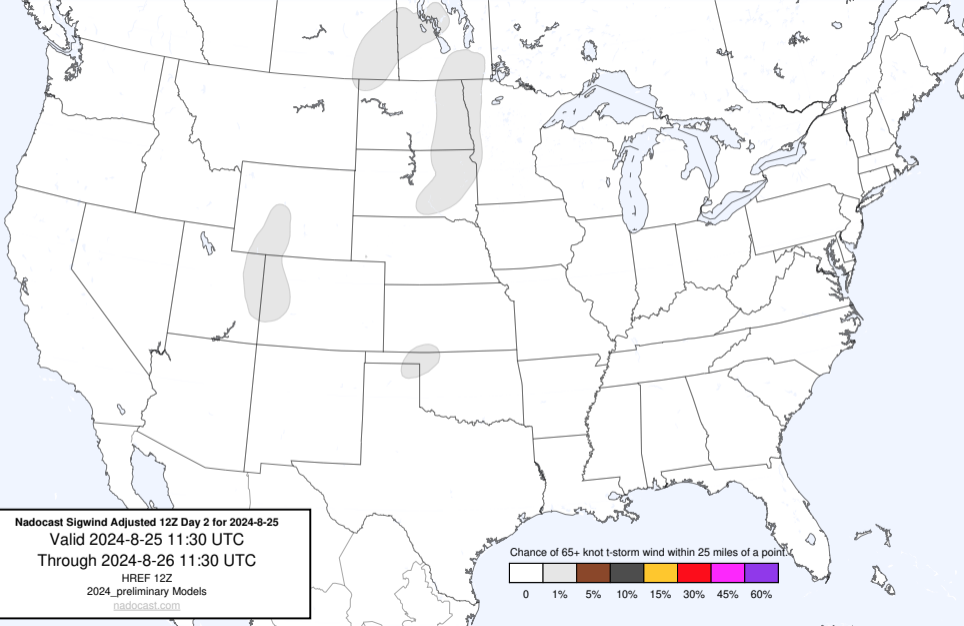 Nadocast Sigwind Adjusted 12Z Day 2 for 2024-8-25
Valid 2024-8-25 11:30 UTC
Through 2024-8-26 11:30 UTC
HREF 12Z
2024_preliminary Models
nadocast.com
Chance of 65+ knot t-storm wind within 25 miles of a point.
0 1% 5% 10% 15% 30% 45% 60%